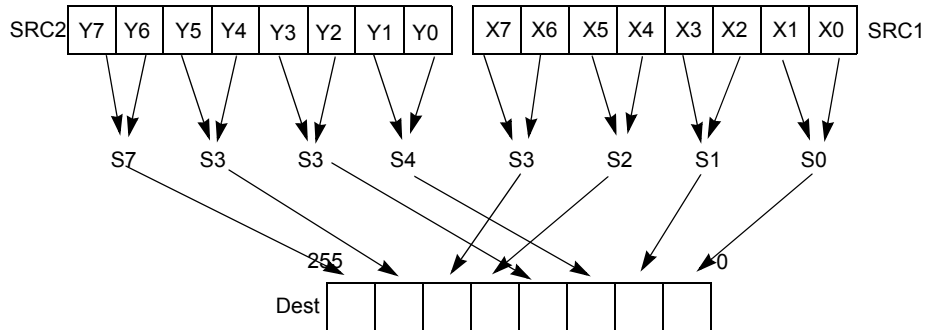 SRC2 Y7 Y6 Y5 Y4 Y3 Y2 Y1 Y0 X7 X6 X5 X4 X3 X2 X1 X0 SRC1
S7 S3 S3 S4 S3 S2 S1 S0
255 0
Dest